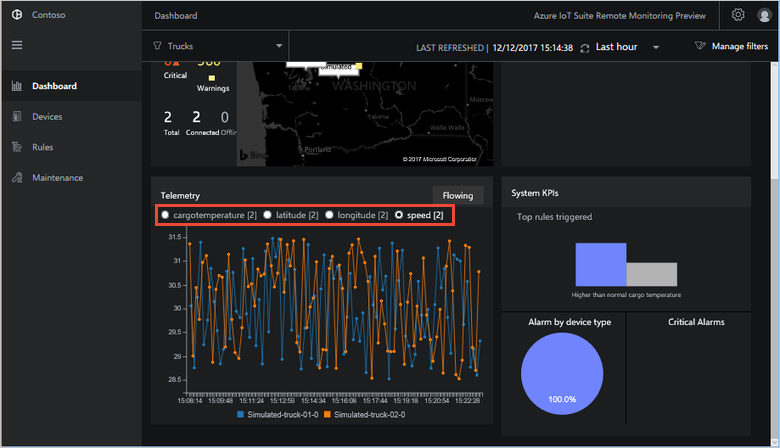 Contoso
Dashboard
Azure IoT Suite Remote Monitoring Preview
Trucks
LAST REFRESHED | 12/12/2017 15:14:38
Last hour
Manage filters
Dashboard
Devices
Rules
Maintenance
Critical
Warnings
2 2 0
Total Connected Offlin
Simulated
WASHINGTON
Yakima
Moscow
Walla Walla
Portland
Bing
© 2017 Microsoft Corporation
Telemetry
Flowing
cargotemperature [2] latitude [2] longitude [2] speed [2]
31.5
31
30.5
30
29.5
29
28.5
15:08:14 15:09:48 15:11:24 15:12:59 15:14:34 15:16:08 15:17:44 15:19:18 15:20:54 15:22:28
Simulated-truck-01-0 Simulated-truck-02-0
System KPIs
Top rules triggered
Higher than normal cargo temperature
Alarm by device type
100.0%
Critical Alarms